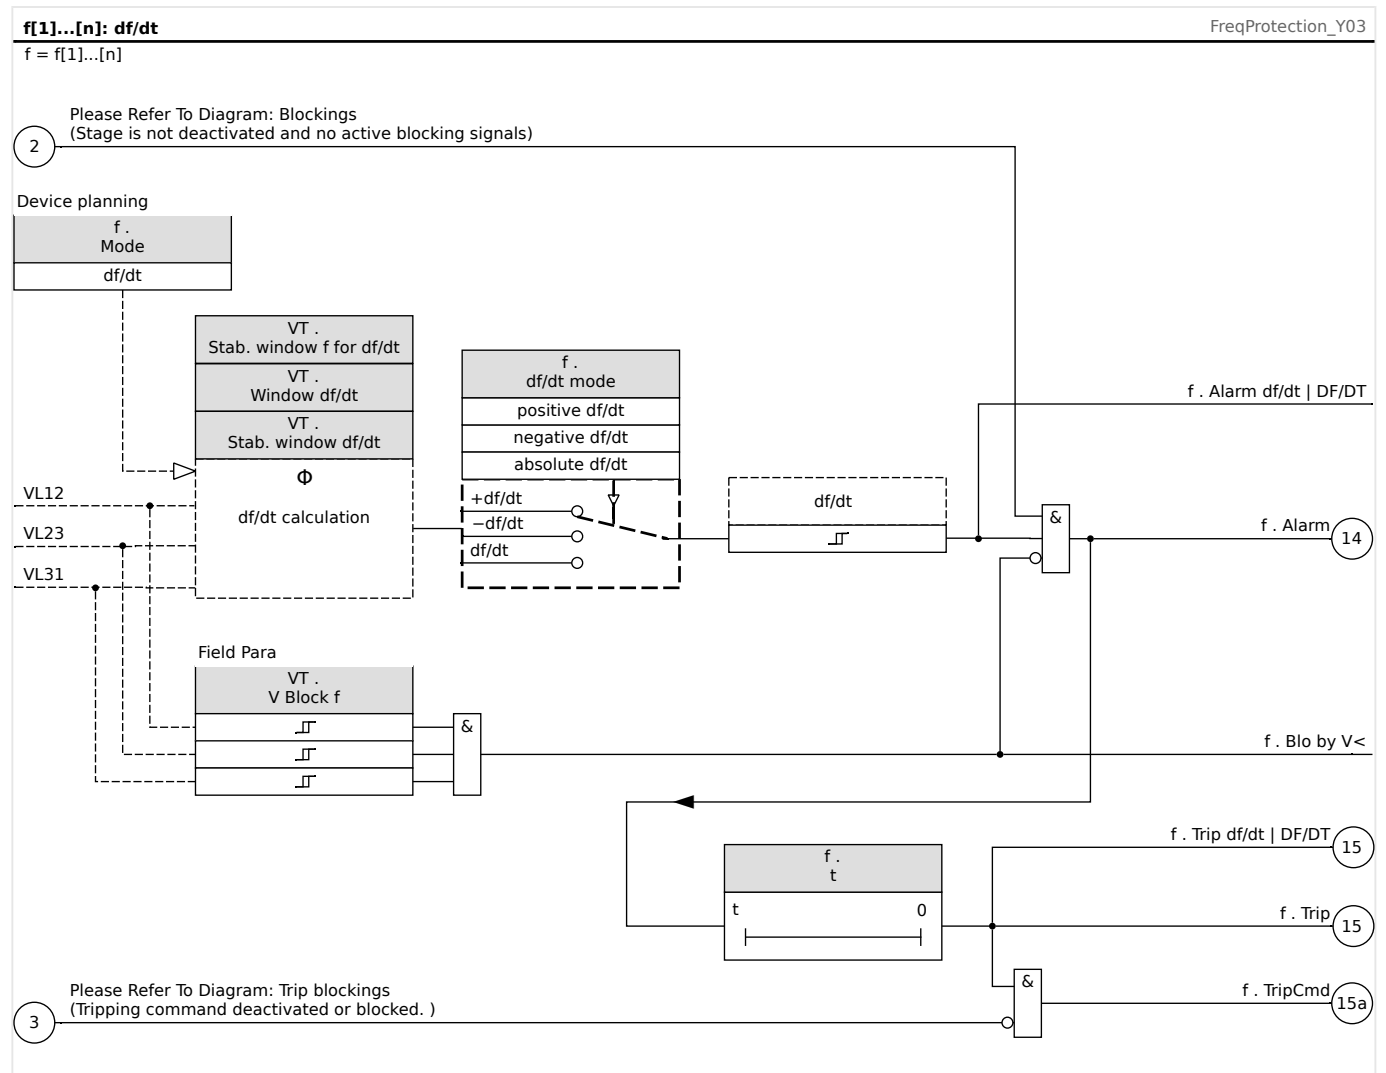 f[1]...[n]: df/dt
FreqProtection_Y03
f = f[1]...[n]
Please Refer To Diagram: Blockings
(Stage is not deactivated and no active blocking signals)
2
Device planning
f .
Mode
df/dt
VT .
Stab. window f for df/dt
VT .
Window df/dt
VT .
Stab. window df/dt
Φ
df/dt calculation
f .
df/dt mode
positive df/dt
negative df/dt
absolute df/dt
+df/dt
−df/dt
df/dt
df/dt
f . Alarm df/dt | DF/DT
VL12
VL23
VL31
&
f . Alarm
14
Field Para
VT .
V Block f
&
f . Blo by V<
f . Trip df/dt | DF/DT
15
f .
t
t
0
f . Trip
15
Please Refer To Diagram: Trip blockings
(Tripping command deactivated or blocked. )
3
&
f . TripCmd
15a